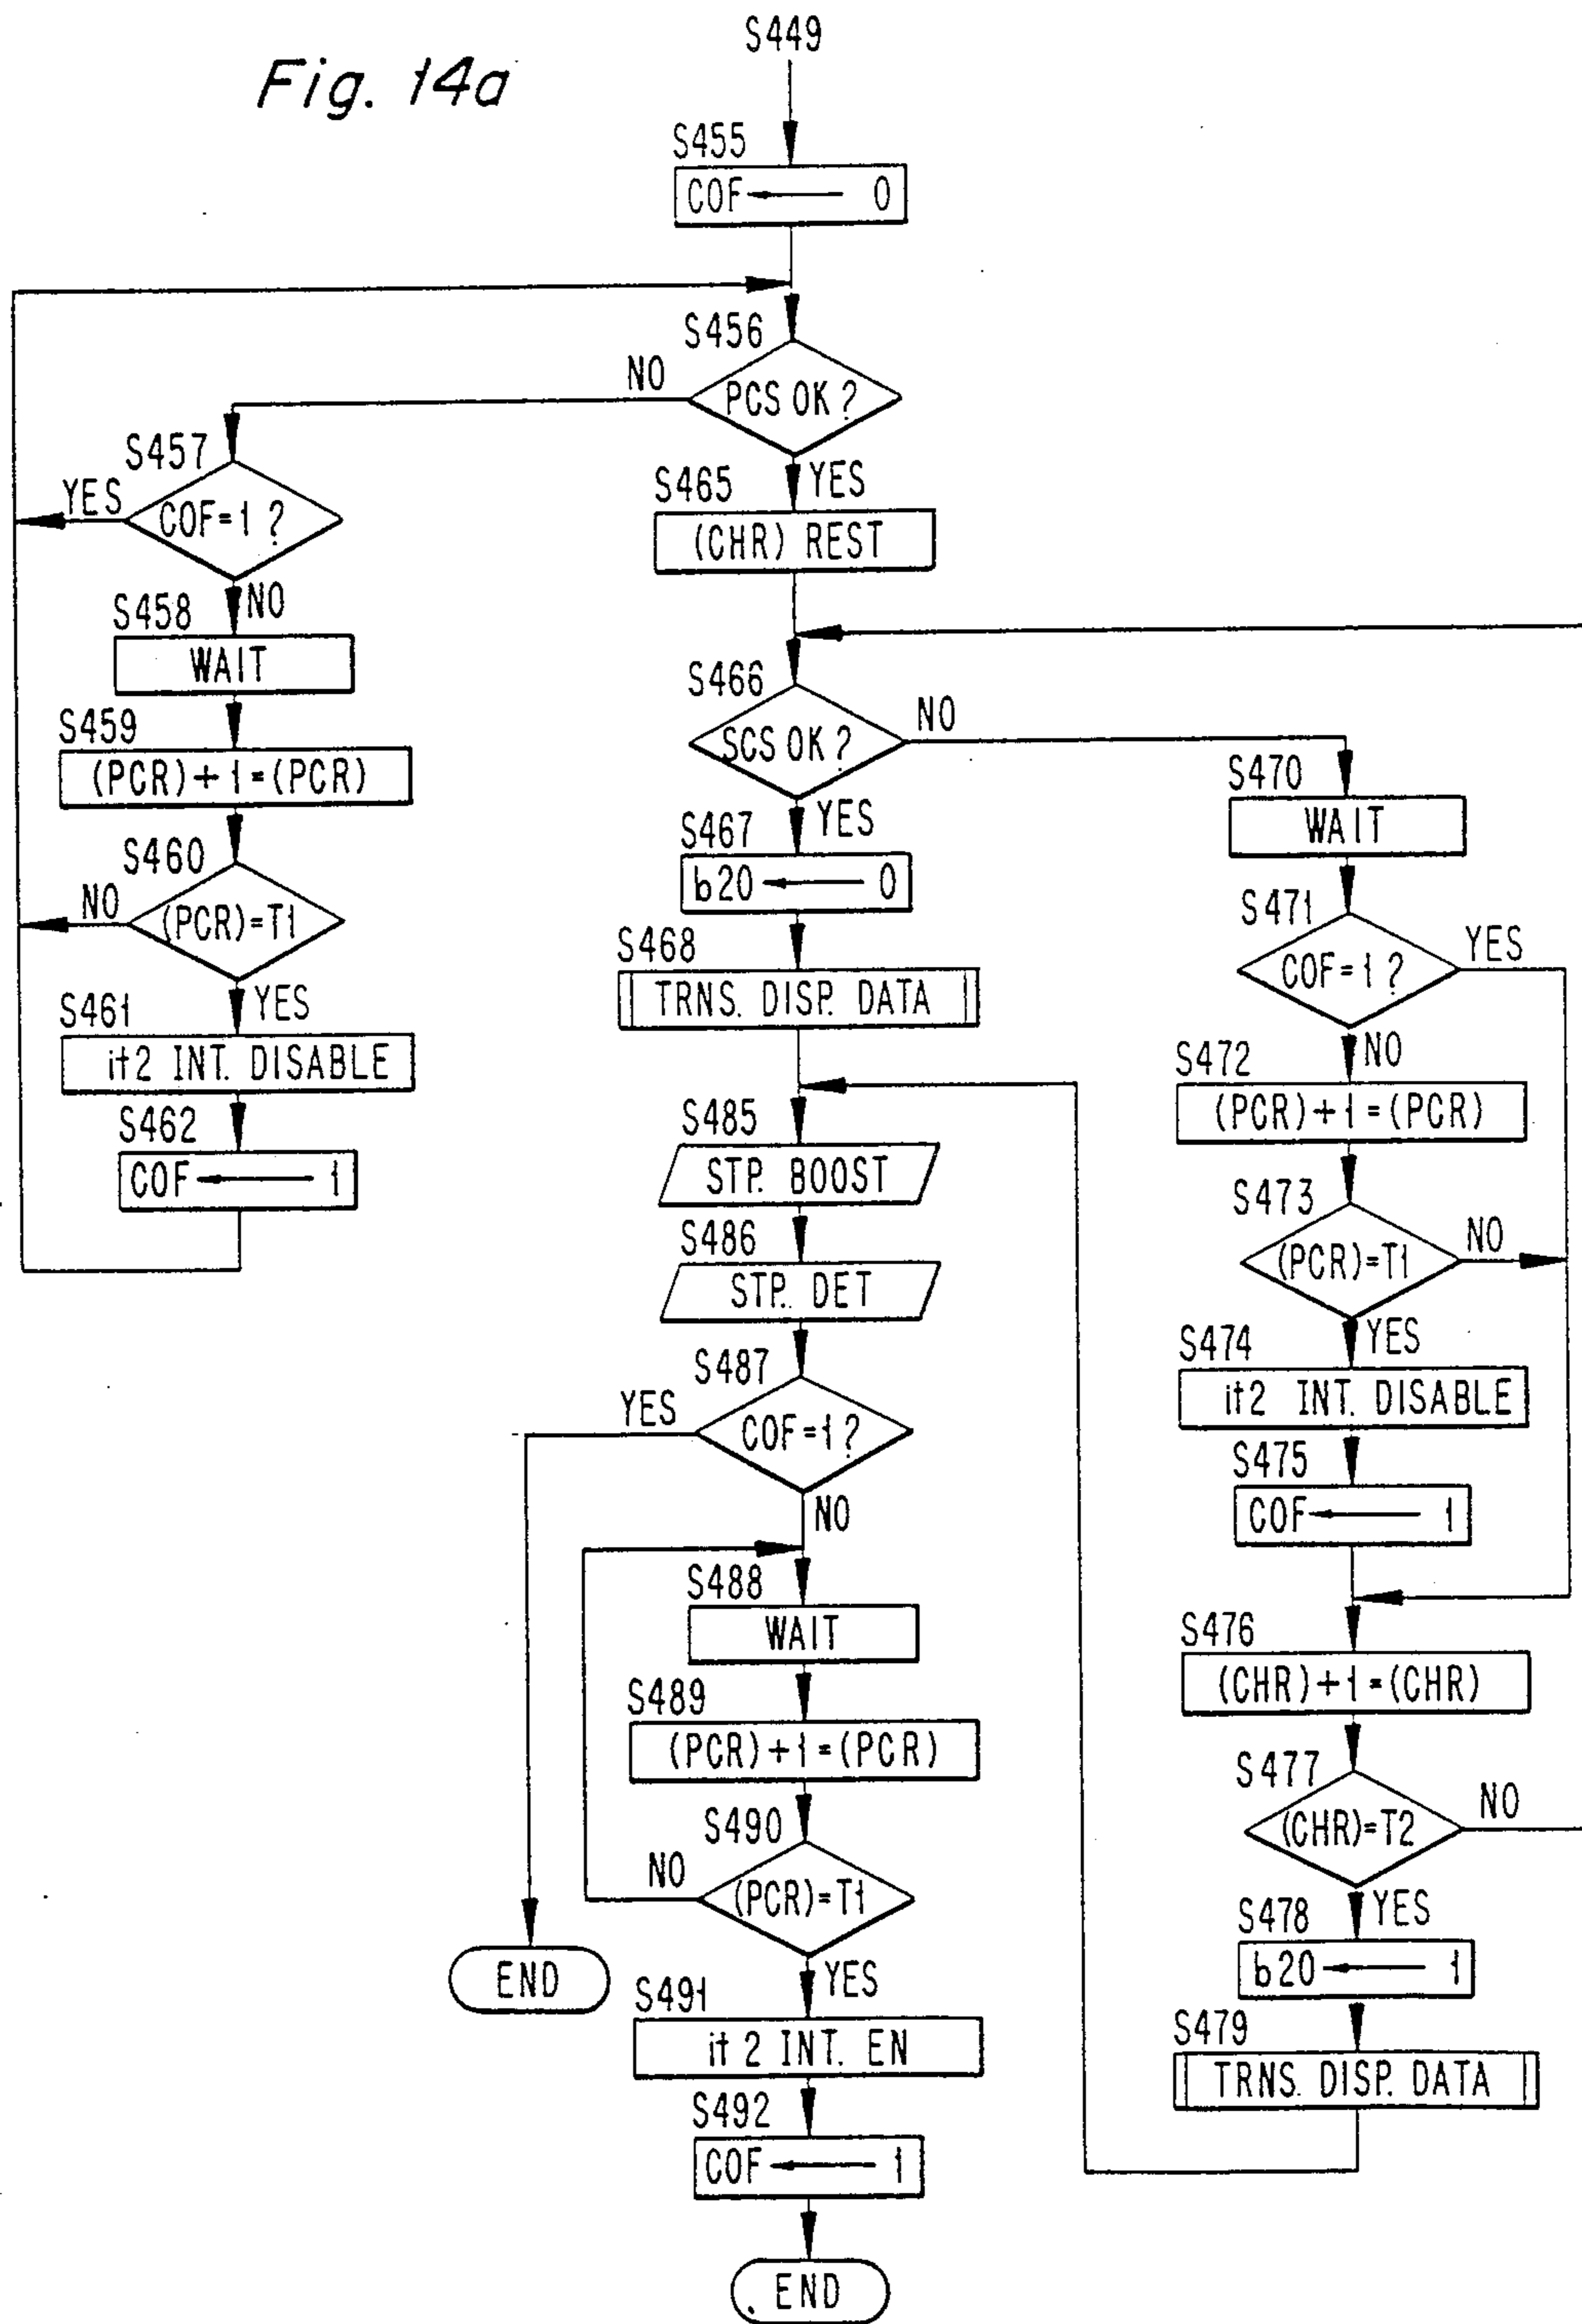 Fig. 14a
S449
S455
COF ← 0
S456
PCS OK ?
NO
YES
S457
COF=1 ?
YES
NO
S458
WAIT
S459
(PCR)+1=(PCR)
S460
(PCR)=T1
NO
YES
S461
it2 INT. DISABLE
S462
COF ← 1
S465
(CHR) REST
S466
SCS OK ?
NO
YES
S467
b20 ← 0
S468
TRNS. DISP. DATA
S470
WAIT
S471
COF=1 ?
YES
NO
S472
(PCR)+1=(PCR)
S473
(PCR)=T1
NO
YES
S474
it2 INT. DISABLE
S475
COF ← 1
S476
(CHR)+1=(CHR)
S477
(CHR)=T2
NO
YES
S478
b20 ← 1
S479
TRNS. DISP. DATA
S485
STP. BOOST
S486
STP. DET
S487
COF=1 ?
YES
NO
END
S488
WAIT
S489
(PCR)+1=(PCR)
S490
(PCR)=T1
NO
YES
S491
it 2 INT. EN
S492
COF ← 1
END